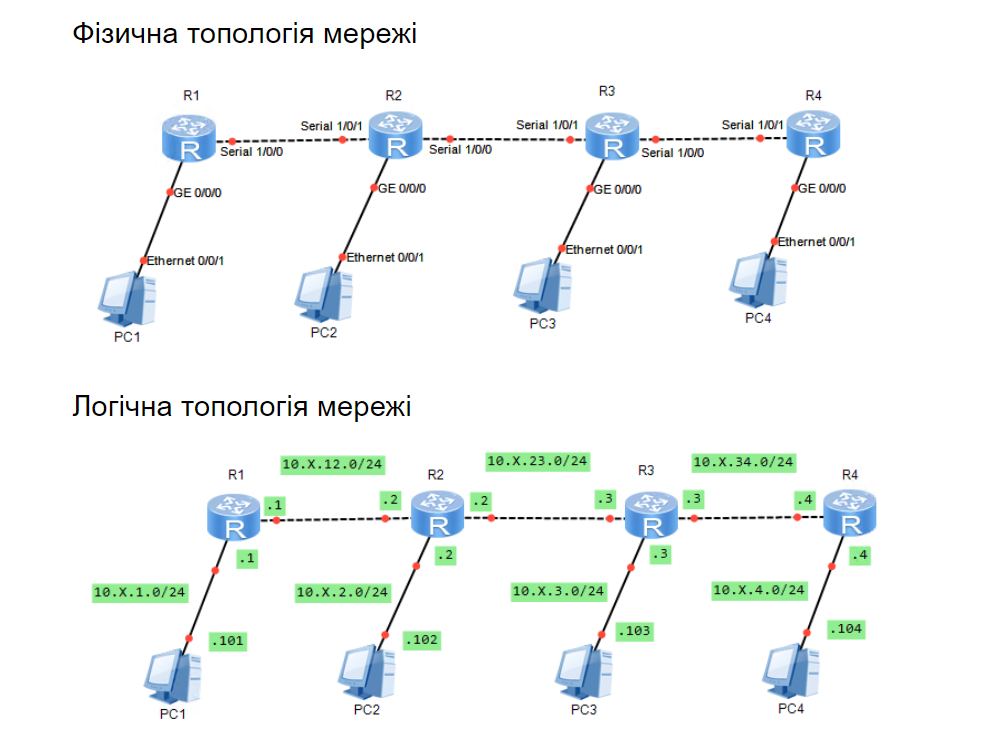 Фізична топологія мережі
R1 R2 R3 R4
Serial 1/0/1 Serial 1/0/1 Serial 1/0/1
R R R R
Serial 1/0/0 Serial 1/0/0 Serial 1/0/0
GE 0/0/0 GE 0/0/0 GE 0/0/0 GE 0/0/0
Ethernet 0/0/1 Ethernet 0/0/1 Ethernet 0/0/1 Ethernet 0/0/1
PC1 PC2 PC3 PC4
Логічна топологія мережі
10.X.12.0/24 10.X.23.0/24 10.X.34.0/24
R1 R2 R3 R4
.1 .2 .2 .3 .3 .4
R R R R
.1 .2 .3 .4
10.X.1.0/24 10.X.2.0/24 10.X.3.0/24 10.X.4.0/24
.101 .102 .103 .104
PC1 PC2 PC3 PC4